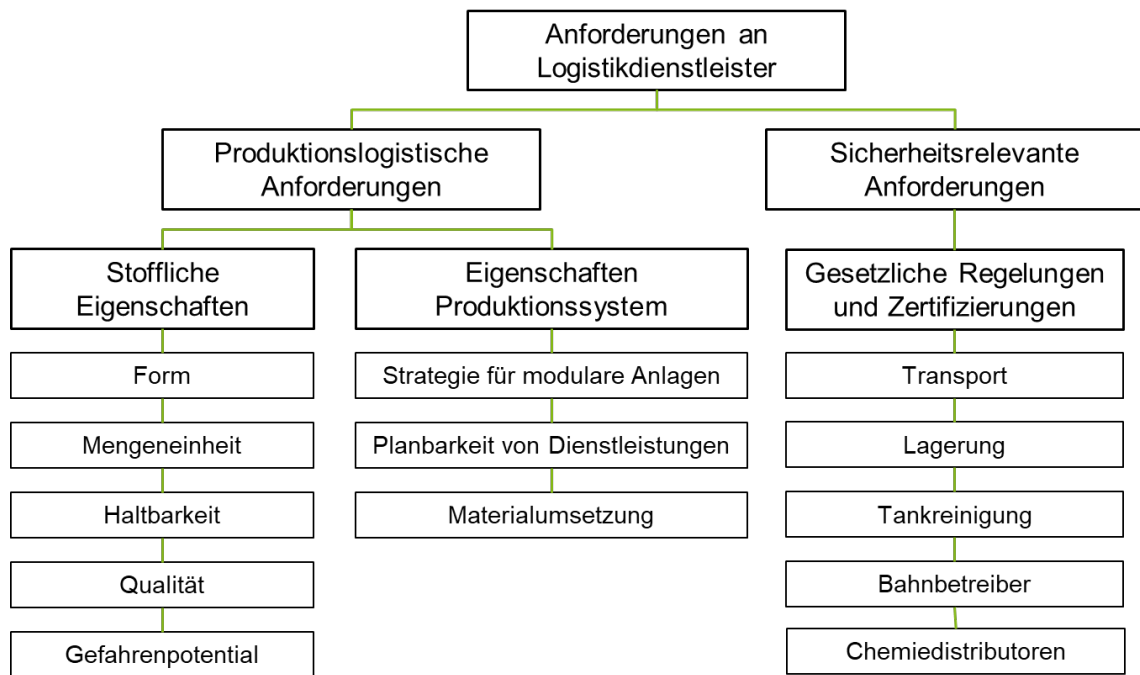 Anforderungen an
Logistikdienstleister
Produktionslogistische
Anforderungen
Sicherheitsrelevante
Anforderungen
Stoffliche
Eigenschaften
Eigenschaften
Produktionssystem
Gesetzliche Regelungen
und Zertifizierungen
Form
Mengeneinheit
Haltbarkeit
Qualität
Gefahrenpotential
Strategie für modulare Anlagen
Planbarkeit von Dienstleistungen
Materialumsetzung
Transport
Lagerung
Tankreinigung
Bahnbetreiber
Chemiedistributoren